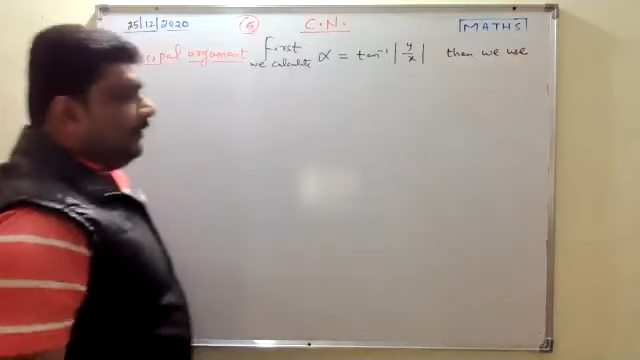 25/12/2020 5 C.N. MATHS
argument First we calculate α = tan⁻¹ |y/x| then we use